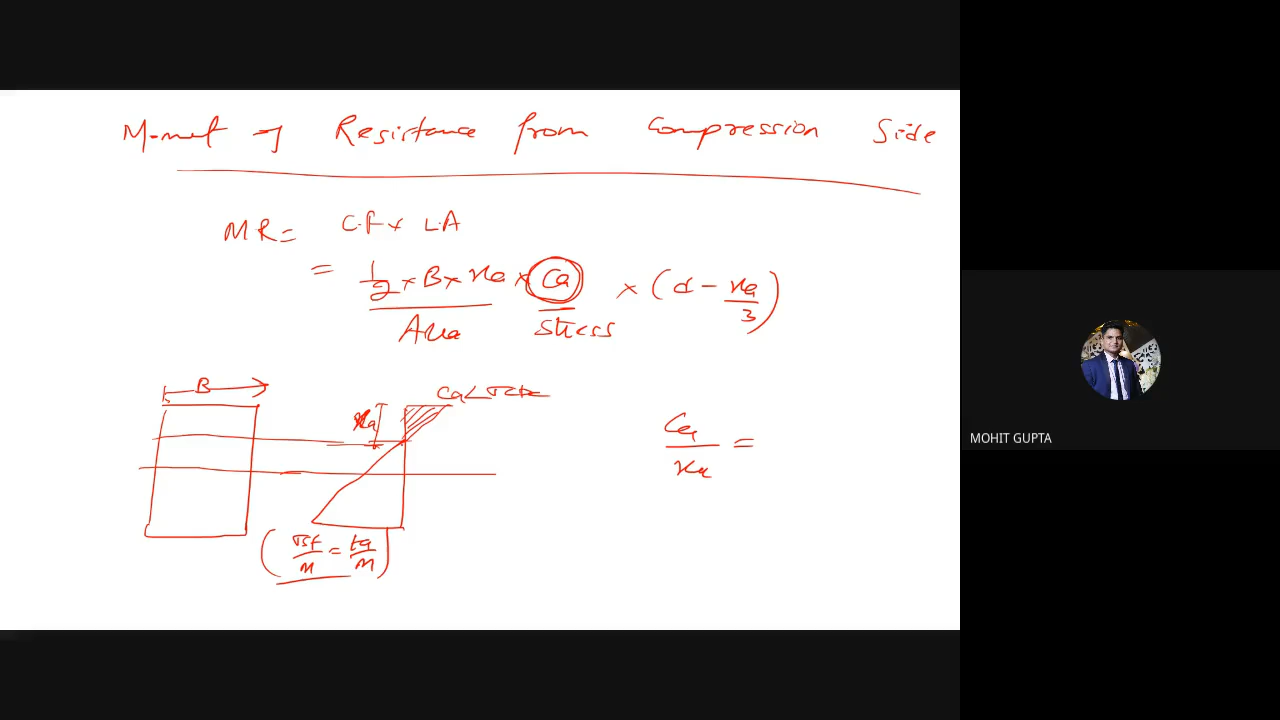 Moment of Resistance from Compression Side
MR = C.F × L.A
= 1/2 × B × xa × Ca × (d - xa/3)
Area Stress
B
Ca < σcbc
xa
Ca/xa =
(σst/m = ta/m)
MOHIT GUPTA